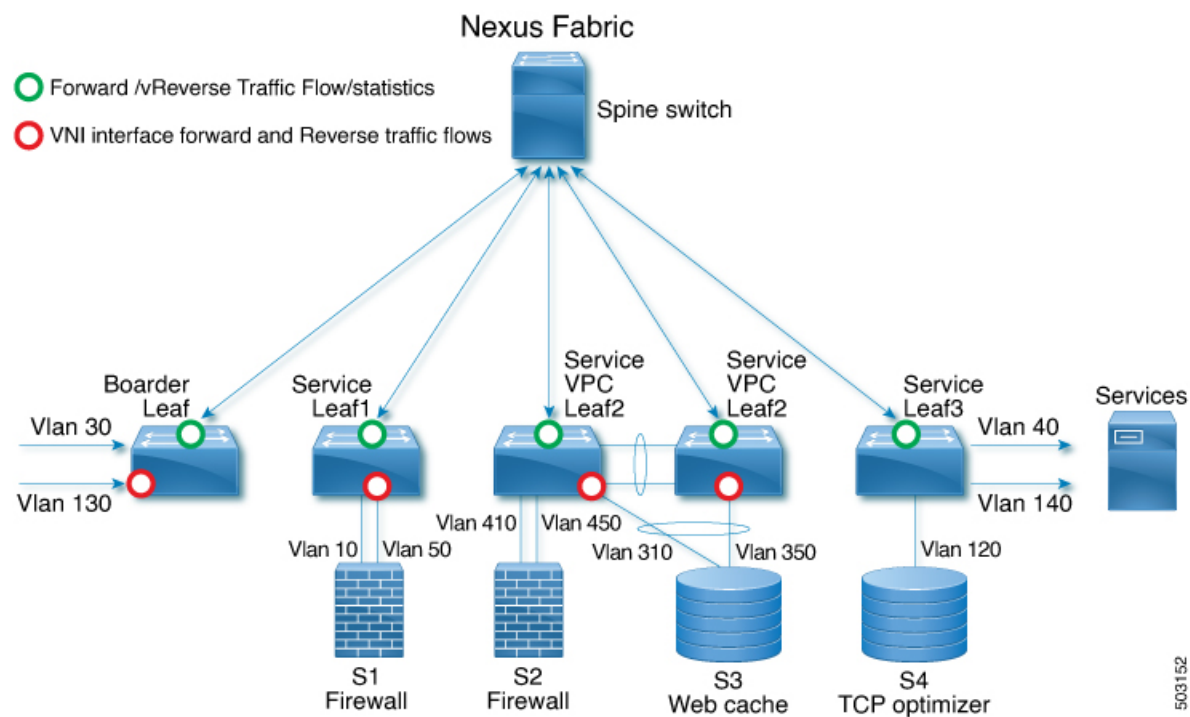 Nexus Fabric
Forward /vReverse Traffic Flow/statistics
VNI interface forward and Reverse traffic flows
Spine switch
Boarder
Leaf
Service
Leaf1
Service
VPC
Leaf2
Service
VPC
Leaf2
Service
Leaf3
Services
Vlan 30
Vlan 130
Vlan 40
Vlan 140
Vlan 10
Vlan 50
Vlan 410
Vlan 450
Vlan 310
Vlan 350
Vlan 120
S1
Firewall
S2
Firewall
S3
Web cache
S4
TCP optimizer
503152